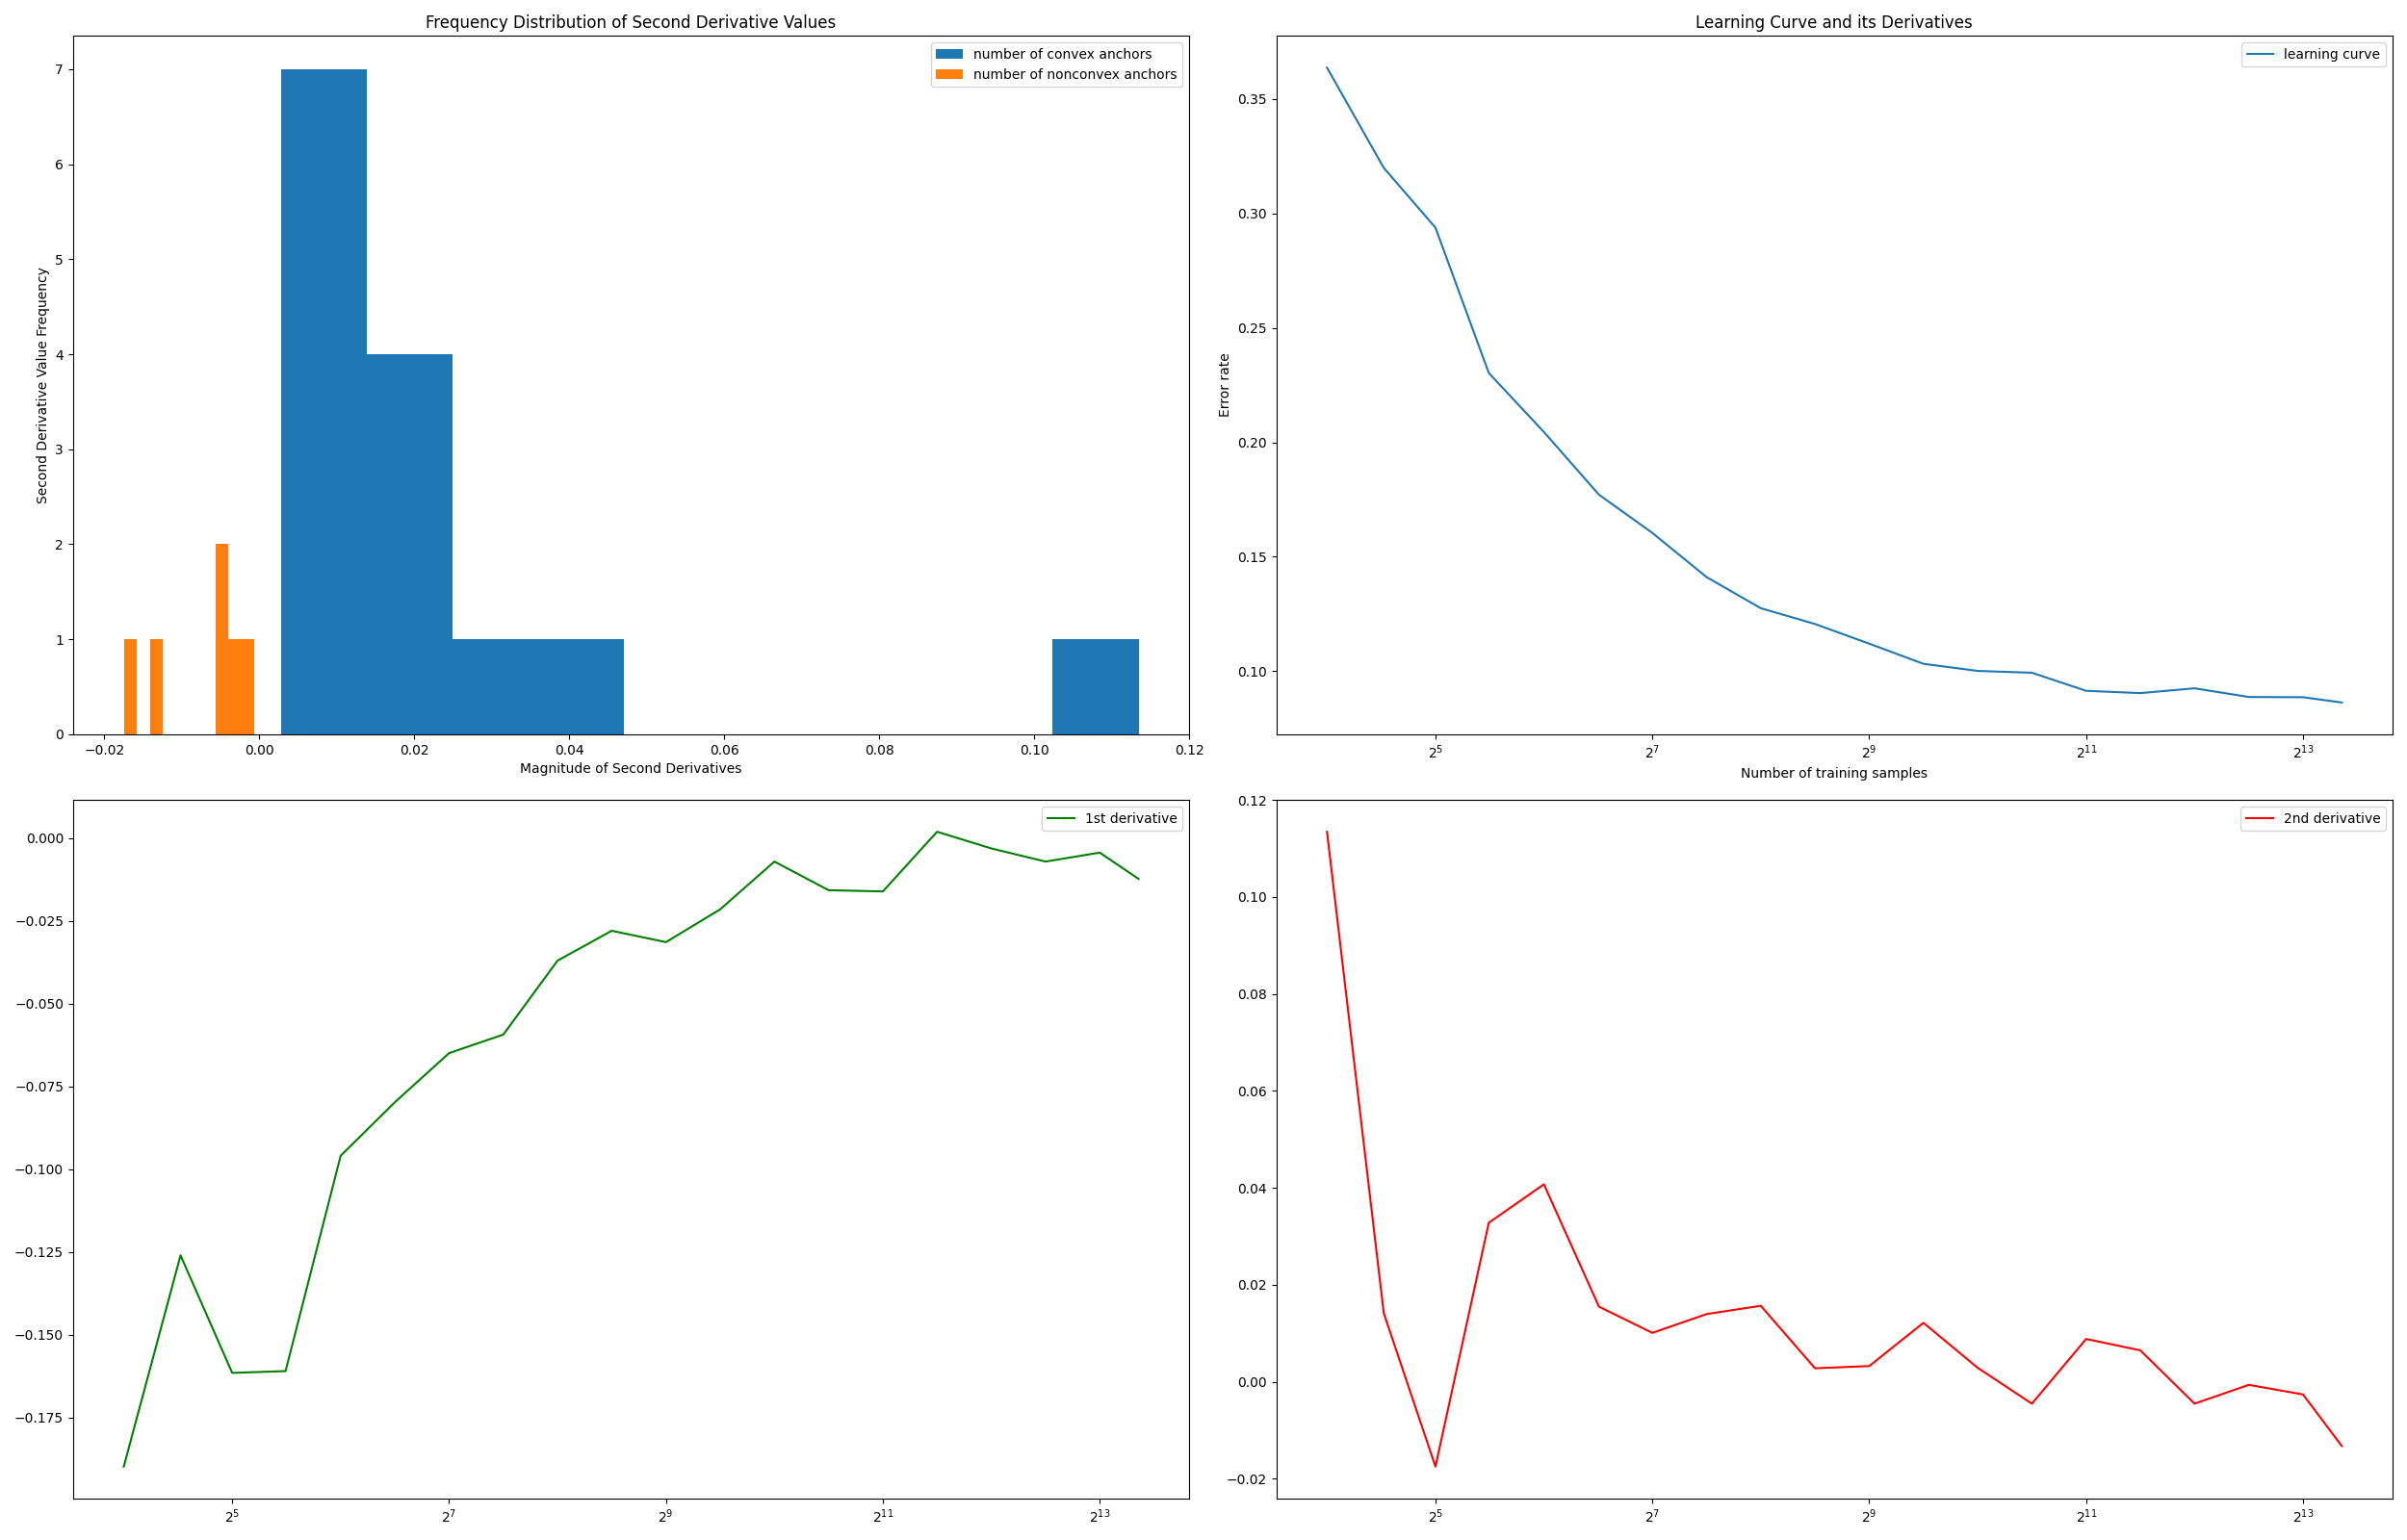 Frequency Distribution of Second Derivative Values
number of convex anchors
number of nonconvex anchors
Second Derivative Value Frequency
7
6
5
4
3
2
1
0
−0.02 0.00 0.02 0.04 0.06 0.08 0.10 0.12
Magnitude of Second Derivatives
Learning Curve and its Derivatives
learning curve
Error rate
0.35
0.30
0.25
0.20
0.15
0.10
2^5 2^7 2^9 2^11 2^13
Number of training samples
1st derivative
0.000
−0.025
−0.050
−0.075
−0.100
−0.125
−0.150
−0.175
2^5 2^7 2^9 2^11 2^13
2nd derivative
0.12
0.10
0.08
0.06
0.04
0.02
0.00
−0.02
2^5 2^7 2^9 2^11 2^13